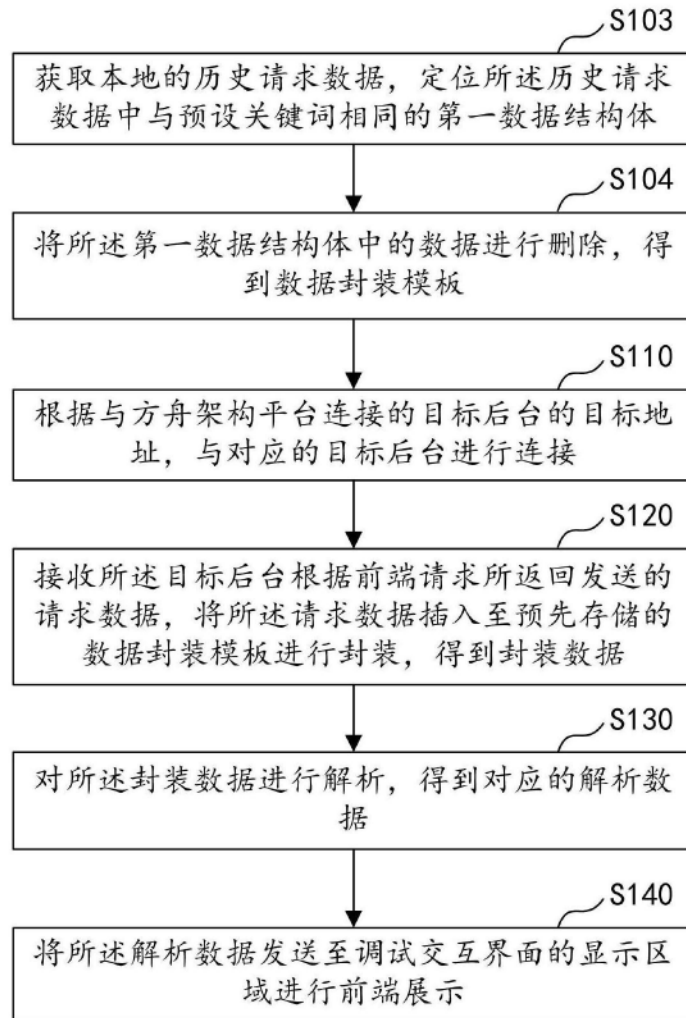 S103
获取本地的历史请求数据，定位所述历史请求
数据中与预设关键词相同的第一数据结构体
S104
将所述第一数据结构体中的数据进行删除，得
到数据封装模板
S110
根据与方舟架构平台连接的目标后台的目标地
址，与对应的目标后台进行连接
S120
接收所述目标后台根据前端请求所返回发送的
请求数据，将所述请求数据插入至预先存储的
数据封装模板进行封装，得到封装数据
S130
对所述封装数据进行解析，得到对应的解析数
据
S140
将所述解析数据发送至调试交互界面的显示区
域进行前端展示